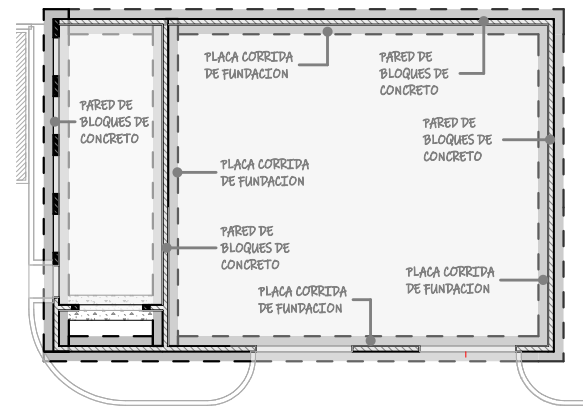 PLACA CORRIDA
DE FUNDACION
PARED DE
BLOQUES DE
CONCRETO
PARED DE
BLOQUES DE
CONCRETO
PARED DE
BLOQUES DE
CONCRETO
PLACA CORRIDA
DE FUNDACION
PARED DE
BLOQUES DE
CONCRETO
PLACA CORRIDA
DE FUNDACION
PLACA CORRIDA
DE FUNDACION